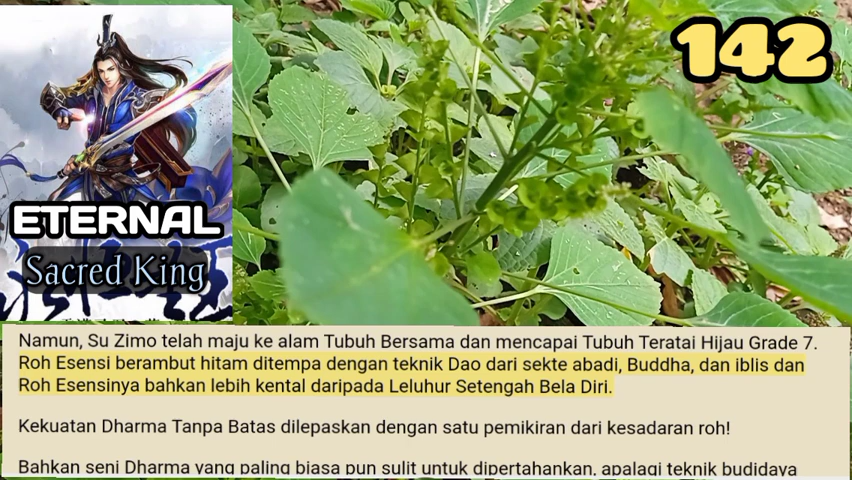 142
ETERNAL
Sacred King
Namun, Su Zimo telah maju ke alam Tubuh Bersama dan mencapai Tubuh Teratai Hijau Grade 7.
Roh Esensi berambut hitam ditempa dengan teknik Dao dari sekte abadi, Buddha, dan iblis dan
Roh Esensinya bahkan lebih kental daripada Leluhur Setengah Bela Diri.
Kekuatan Dharma Tanpa Batas dilepaskan dengan satu pemikiran dari kesadaran roh!
Bahkan seni Dharma yang paling biasa pun sulit untuk dipertahankan, apalagi teknik budidaya